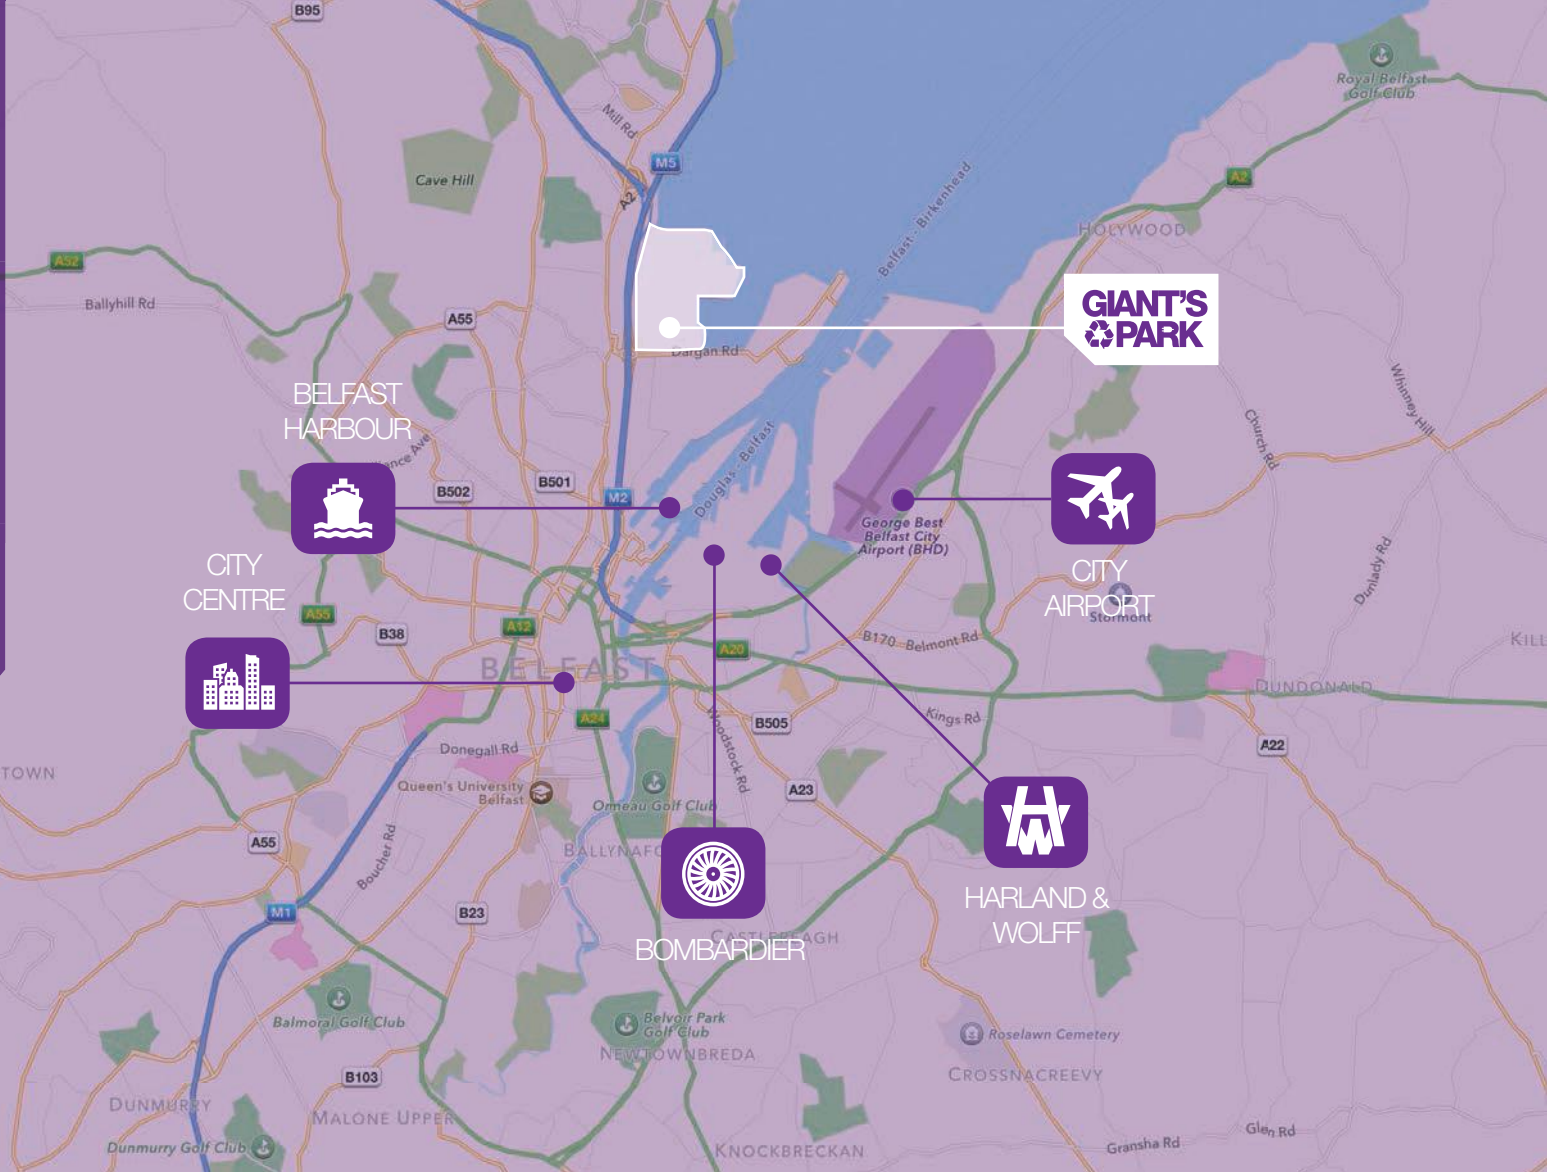 B95
Royal Belfast
Golf Club
Mill Rd
M5
Cave Hill
A2
A2
Belfast - Birkenhead
HOLYWOOD
A52
Ballyhill Rd
GIANT'S
PARK
A55
Dargan Rd
BELFAST
HARBOUR
Whinney Hill
Church Rd
Douglas - Belfast
B502
B501
M2
George Best
Belfast City
Airport (BHD)
CITY
CENTRE
CITY
AIRPORT
Stormont
Dunlady Rd
A55
B38
A12
A20
B170
Belmont Rd
BELFAST
DUNDONALD
A24
B505
Woodstock Rd
Kings Rd
A22
Donegall Rd
Queen's University
Belfast
Ormeau Golf Club
A23
A55
Boucher Rd
M1
B23
HARLAND &
WOLFF
CASTLEREAGH
BOMBARDIER
Balmoral Golf Club
Belvoir Park
Golf Club
NEWTOWNBREDA
Roselawn Cemetery
CROSSNACREEVY
B103
DUNMURRY
MALONE UPPER
Dunmurry Golf Club
KNOCKBRECKAN
Gransha Rd
Glen Rd